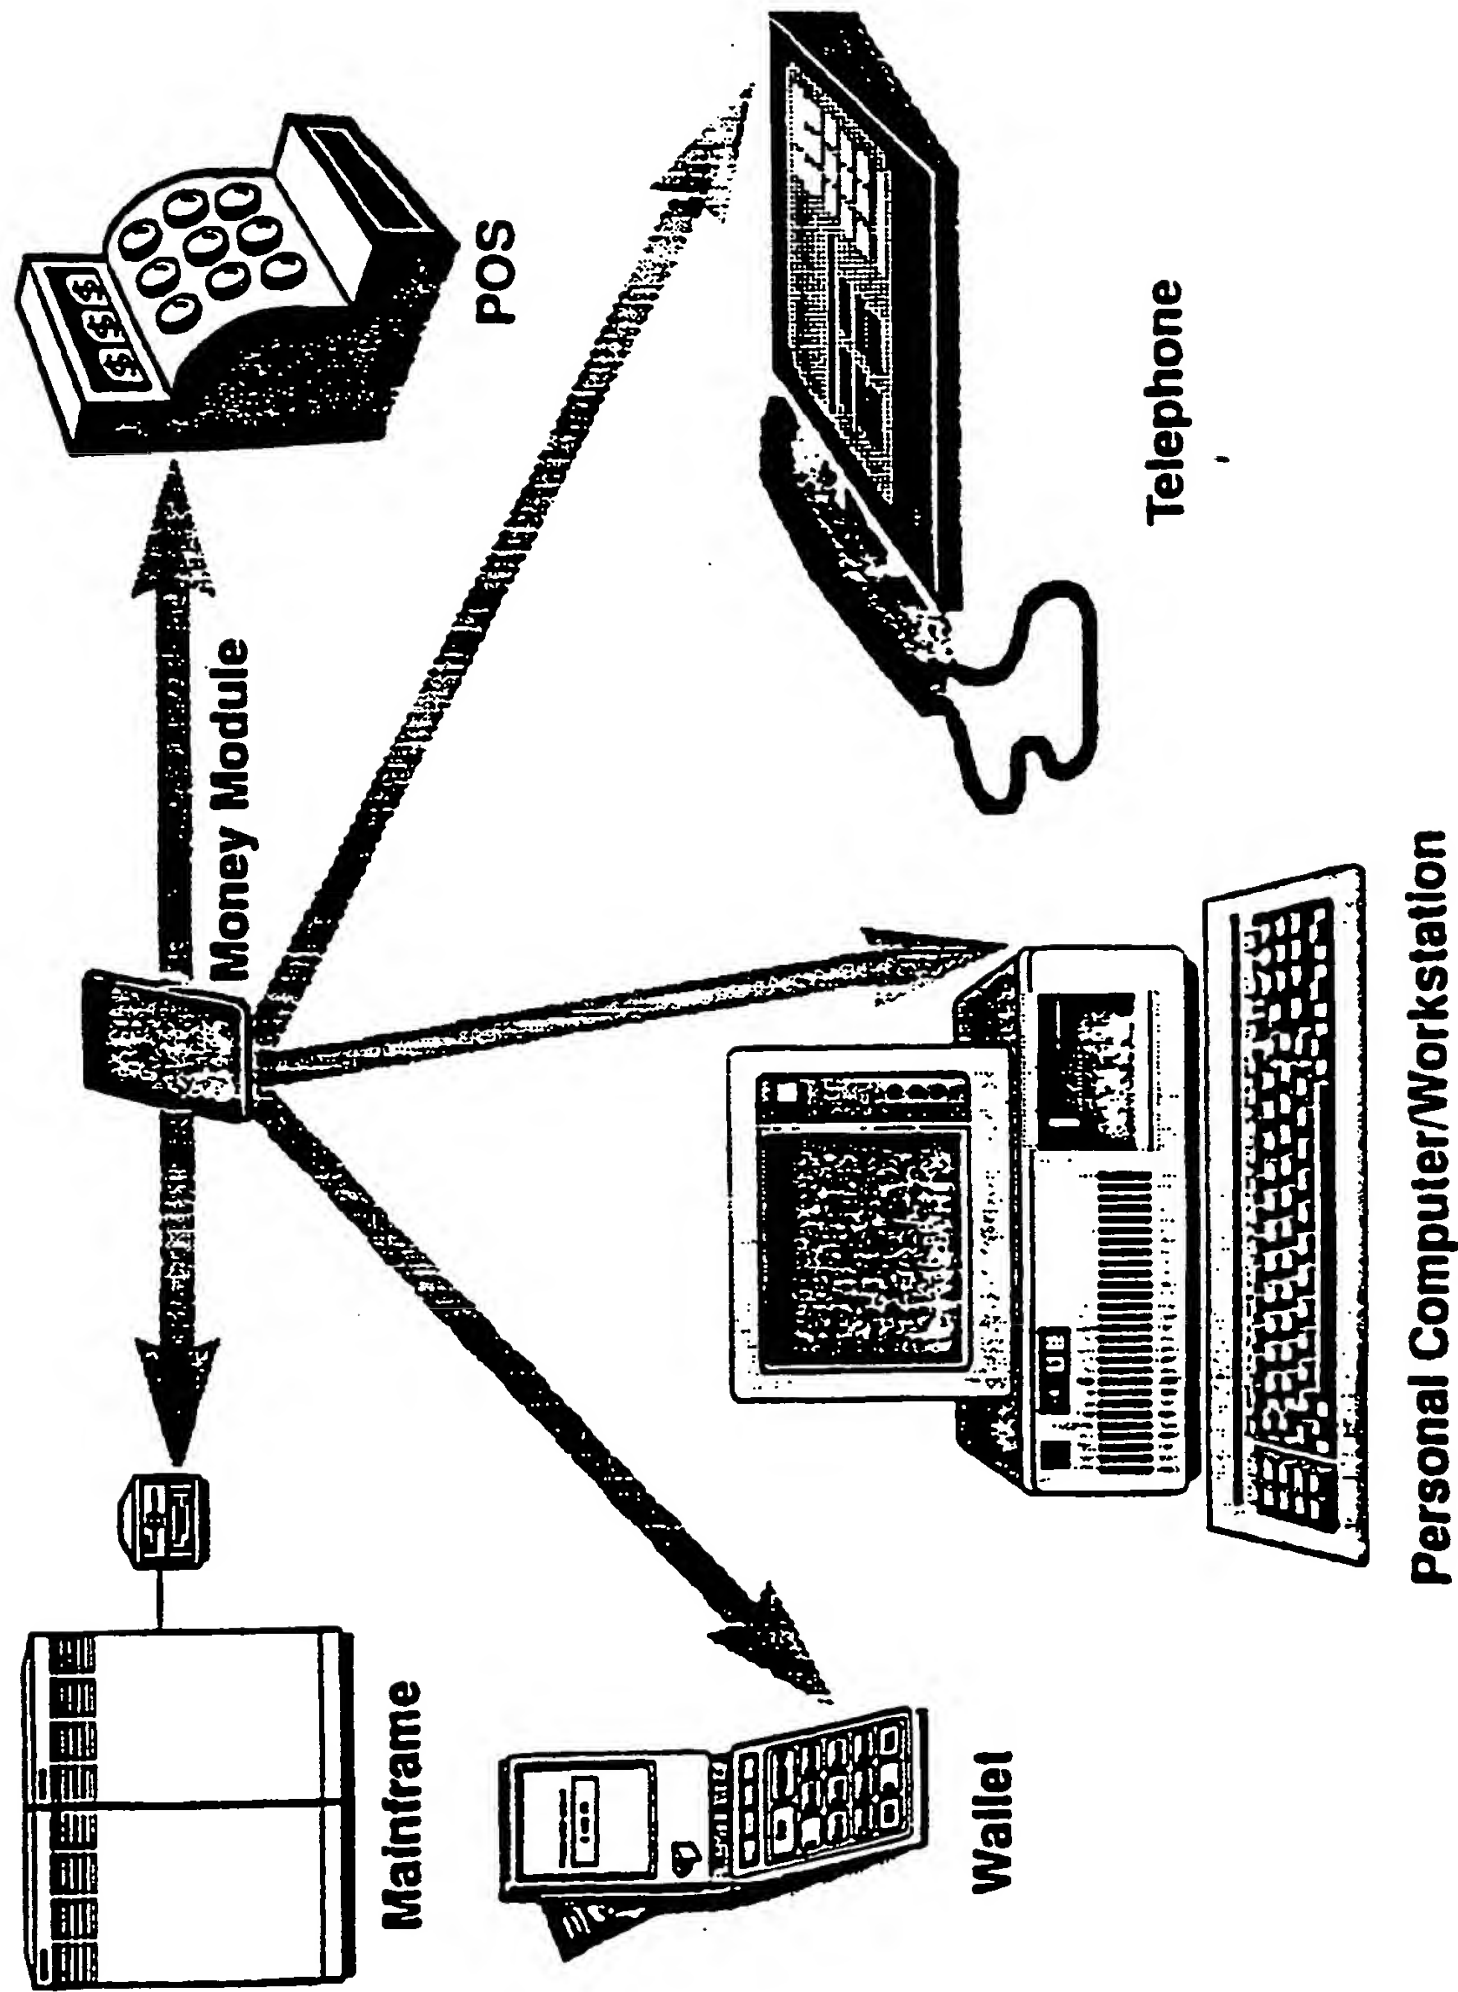 Mainframe
Money Module
POS
$ $ $
Wallet
Personal Computer/Workstation
Telephone